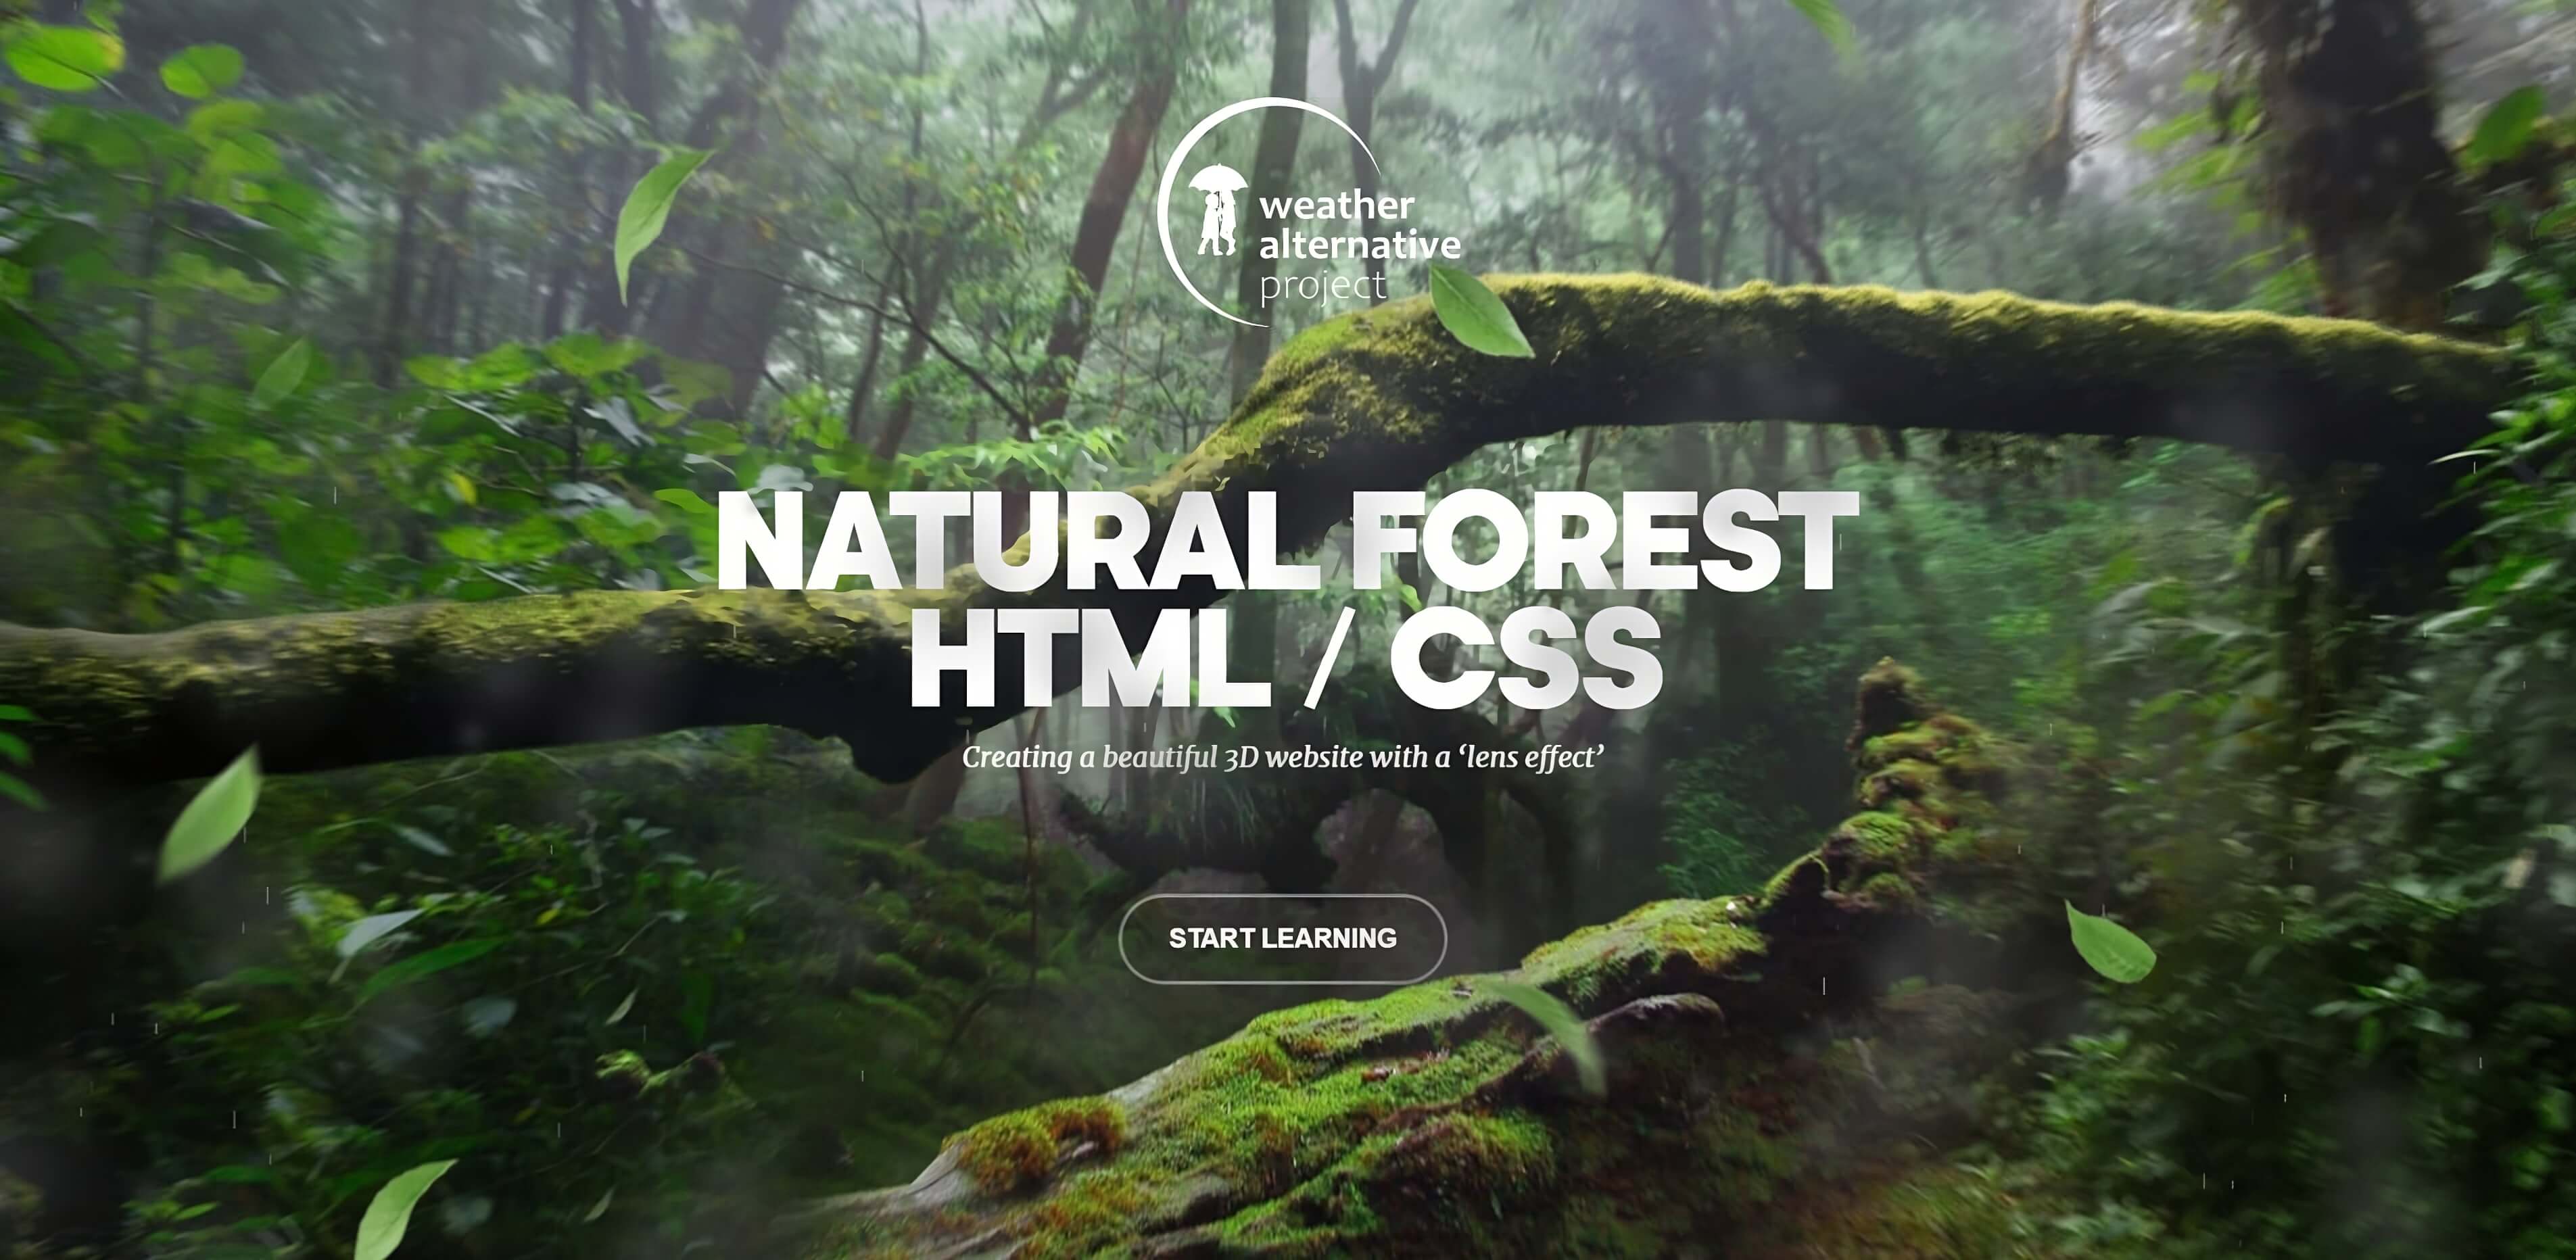 weather
alternative
project
NATURAL FOREST
HTML / CSS
Creating a beautiful 3D website with a ‘lens effect’
START LEARNING